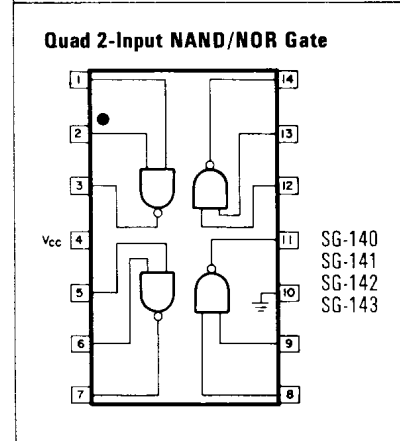 Quad 2-Input NAND/NOR Gate
1 14
2 13
3 12
Vcc 4 11 SG-140
SG-141
5 10 SG-142
SG-143
6 9
7 8